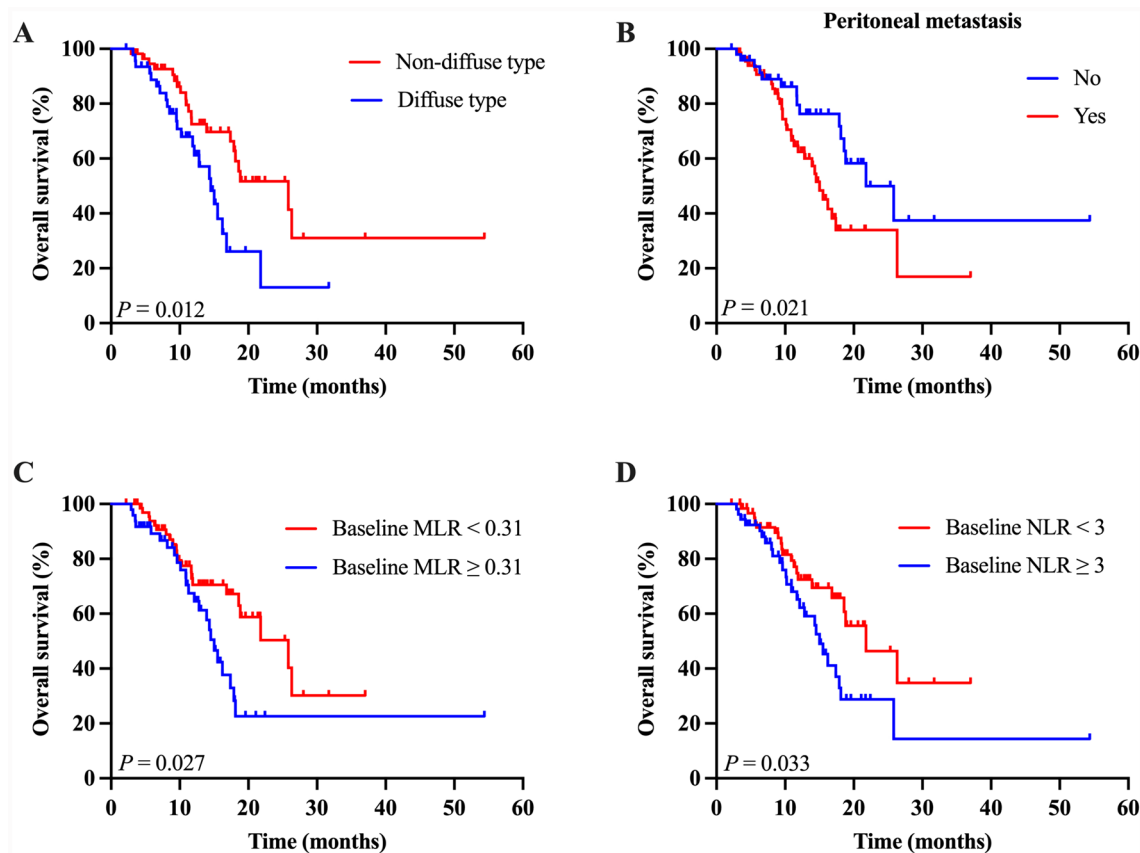 A
Overall survival (%)
100
80
60
40
20
0
Non-diffuse type
Diffuse type
P = 0.012
0 10 20 30 40 50 60
Time (months)
B
Peritoneal metastasis
Overall survival (%)
100
80
60
40
20
0
No
Yes
P = 0.021
0 10 20 30 40 50 60
Time (months)
C
Overall survival (%)
100
80
60
40
20
0
Baseline MLR < 0.31
Baseline MLR ≥ 0.31
P = 0.027
0 10 20 30 40 50 60
Time (months)
D
Overall survival (%)
100
80
60
40
20
0
Baseline NLR < 3
Baseline NLR ≥ 3
P = 0.033
0 10 20 30 40 50 60
Time (months)